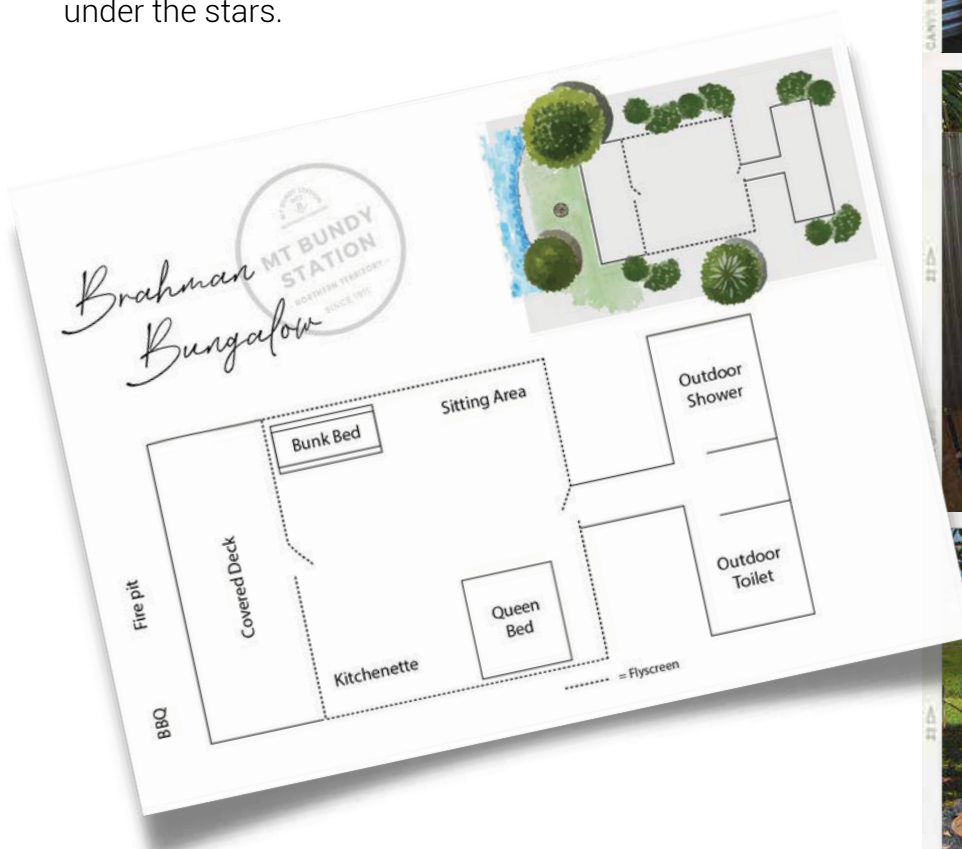 under the stars.
MT BUNDY
STATION
NORTHERN TERRITORY
SINCE 1911
Brahman
Bungalow
Outdoor
Shower
Sitting Area
Bunk Bed
Covered Deck
Fire pit
Outdoor
Toilet
Queen
Bed
Kitchenette
= Flyscreen
BBQ